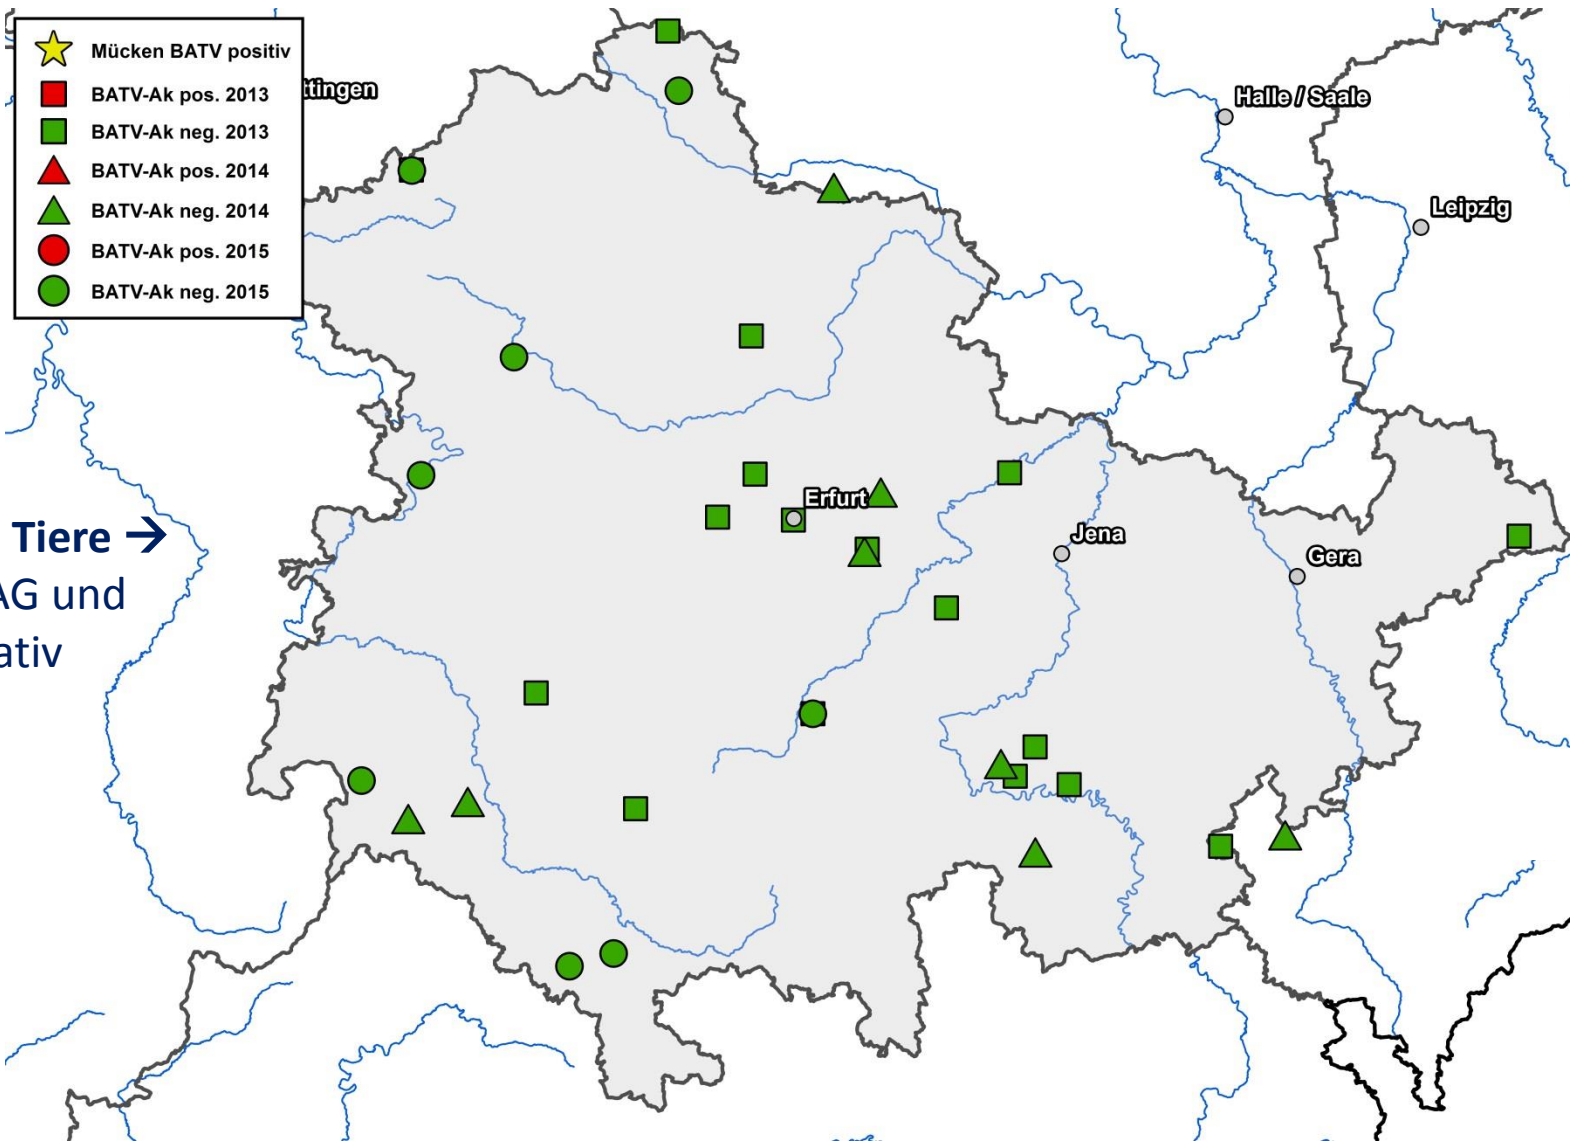 Mücken BATV positiv
BATV-Ak pos. 2013
BATV-Ak neg. 2013
BATV-Ak pos. 2014
BATV-Ak neg. 2014
BATV-Ak pos. 2015
BATV-Ak neg. 2015
ttingen
Halle / Saale
Leipzig
Erfurt
Jena
Gera
Tiere →
AG und
ativ